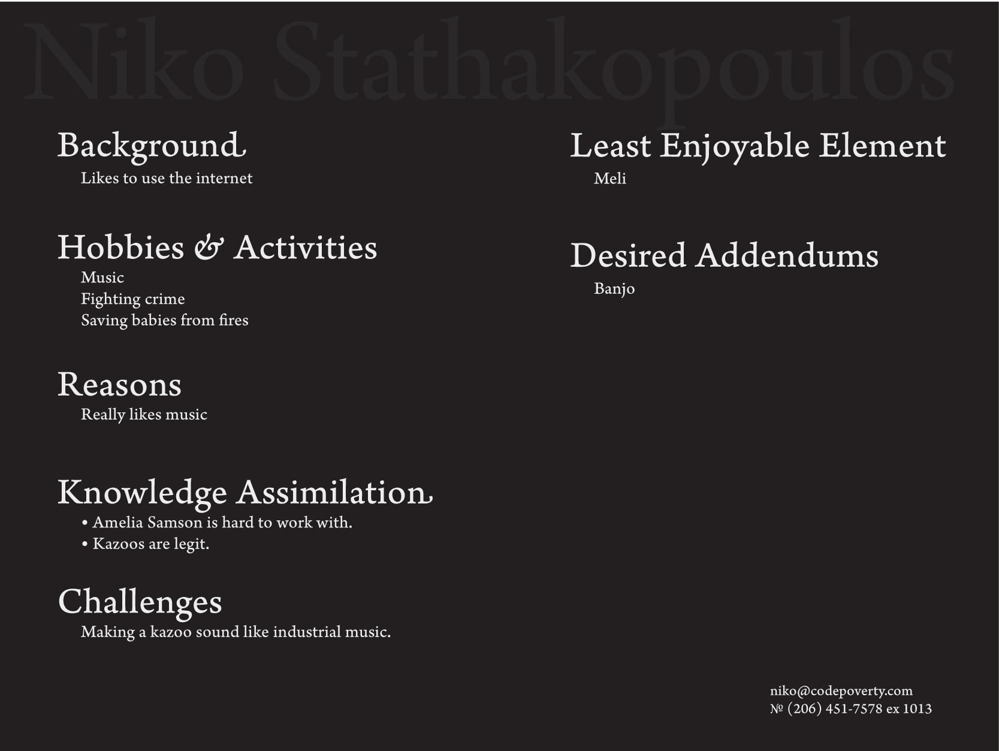 Niko Stathakopoulos
Background
Likes to use the internet
Hobbies & Activities
Music
Fighting crime
Saving babies from fires
Reasons
Really likes music
Knowledge Assimilation
• Amelia Samson is hard to work with.
• Kazoos are legit.
Challenges
Making a kazoo sound like industrial music.
Least Enjoyable Element
Meli
Desired Addendums
Banjo
niko@codepoverty.com
№ (206) 451-7578 ex 1013